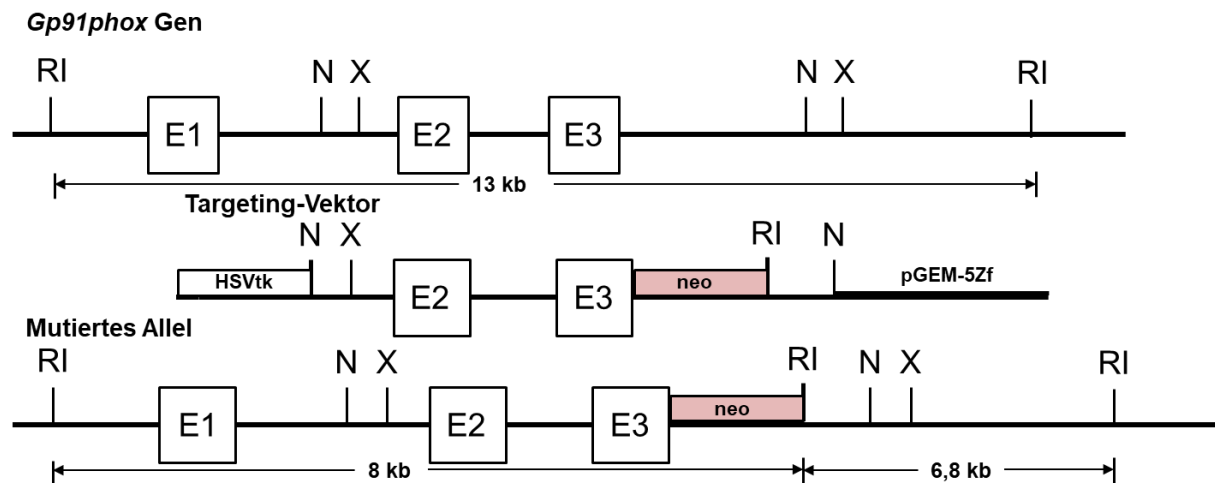 Gp91phox Gen
RI N X N X RI
E1 E2 E3
13 kb
Targeting-Vektor
N X RI N
HSVtk E2 E3 neo pGEM-5Zf
Mutiertes Allel
RI N X RI N X RI
E1 E2 E3 neo
8 kb 6,8 kb